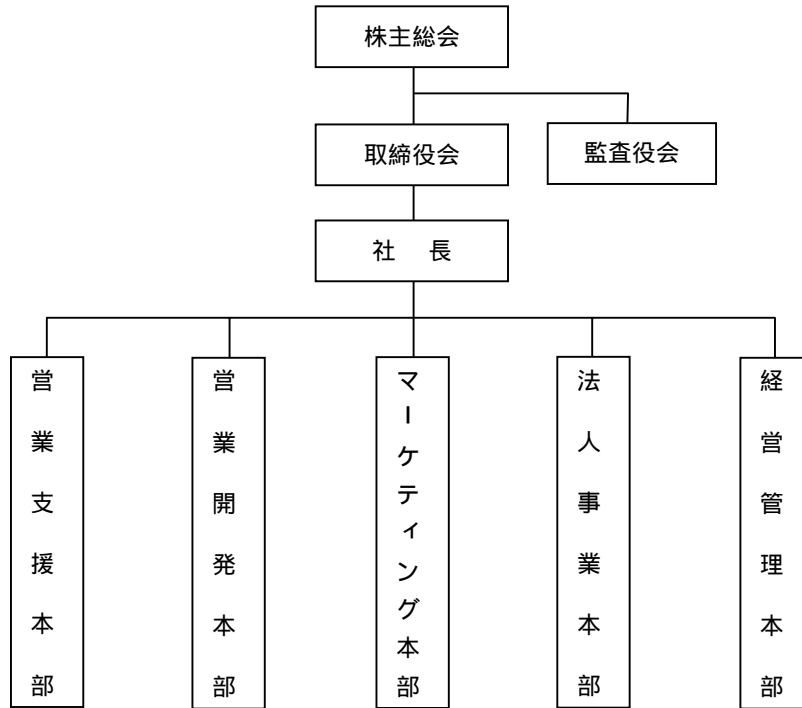 株主総会
取締役会
監査役会
社 長
営業支援本部
営業開発本部
マーケティング本部
法人事業本部
経営管理本部